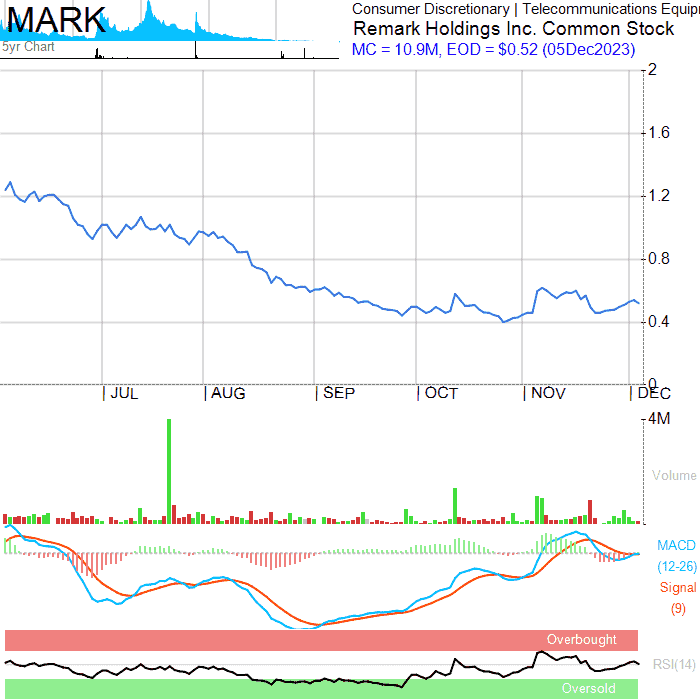 MARK
5yr Chart
Consumer Discretionary | Telecommunications Equip
Remark Holdings Inc. Common Stock
MC = 10.9M, EOD = $0.52 (05Dec2023)
2
1.6
1.2
0.8
0.4
0
JUL
AUG
SEP
OCT
NOV
DEC
4M
Volume
MACD
(12-26)
Signal
(9)
Overbought
RSI(14)
Oversold